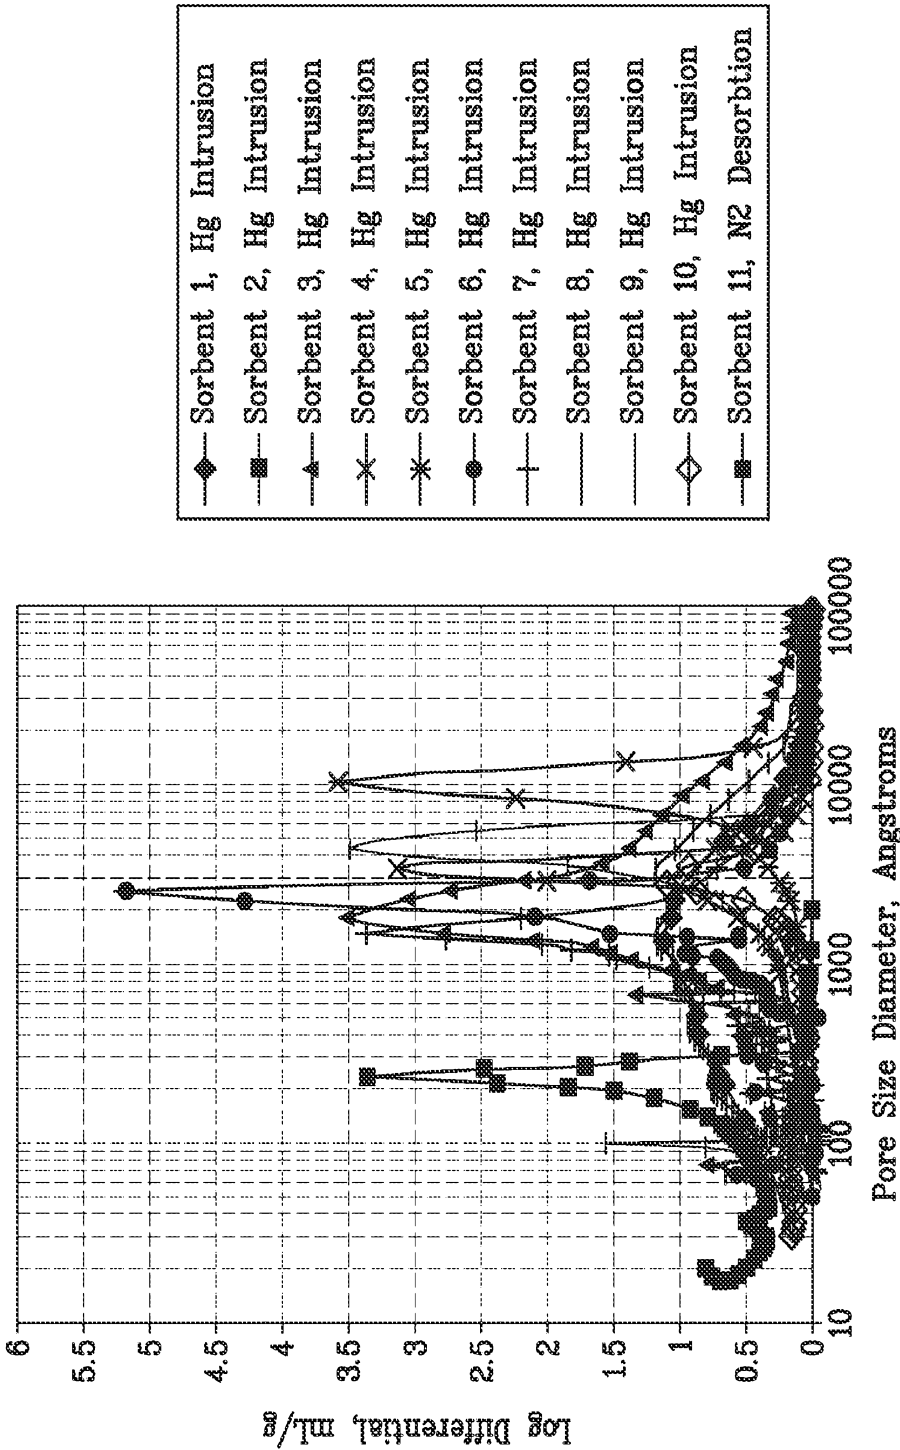 6
5.5
5
4.5
4
3.5
3
2.5
2
1.5
1
0.5
0
Log Differential, mL/g
10
100
1000
10000
100000
Pore Size Diameter, Angstroms
Sorbent 1, Hg Intrusion
Sorbent 2, Hg Intrusion
Sorbent 3, Hg Intrusion
Sorbent 4, Hg Intrusion
Sorbent 5, Hg Intrusion
Sorbent 6, Hg Intrusion
Sorbent 7, Hg Intrusion
Sorbent 8, Hg Intrusion
Sorbent 9, Hg Intrusion
Sorbent 10, Hg Intrusion
Sorbent 11, N2 Desorbtion